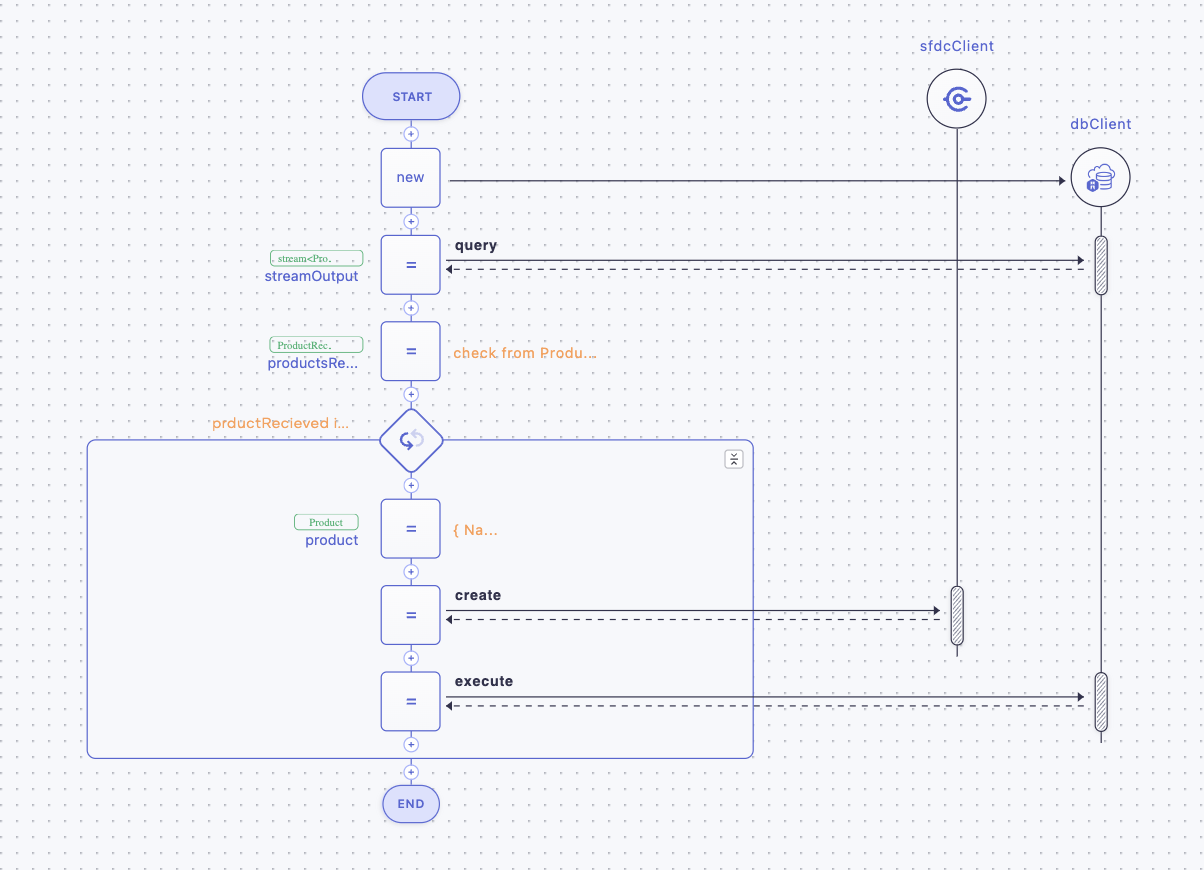 sfdcClient
START
dbClient
new
query
stream<Pro.
=
streamOutput
ProductRec.
=
check from Produ...
productsRe...
prductRecieved i...
Product
=
{ Na...
product
create
=
execute
=
END